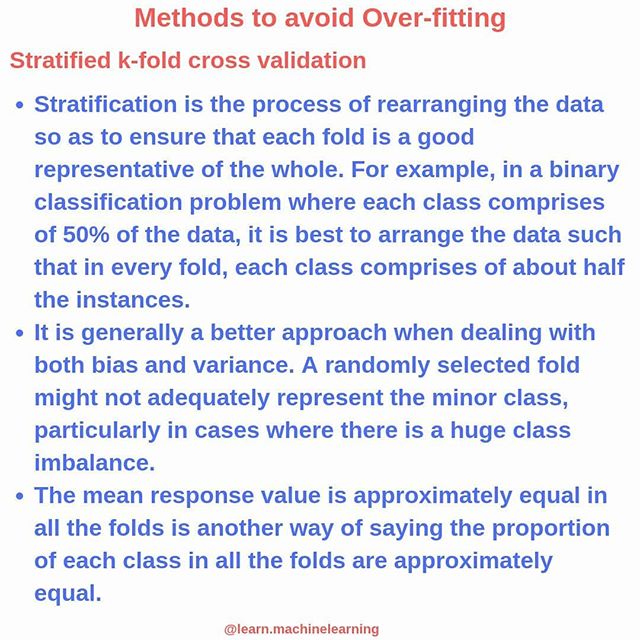 Methods to avoid Over-fitting
Stratified k-fold cross validation
• Stratification is the process of rearranging the data
so as to ensure that each fold is a good
representative of the whole. For example, in a binary
classification problem where each class comprises
of 50% of the data, it is best to arrange the data such
that in every fold, each class comprises of about half
the instances.
• It is generally a better approach when dealing with
both bias and variance. A randomly selected fold
might not adequately represent the minor class,
particularly in cases where there is a huge class
imbalance.
• The mean response value is approximately equal in
all the folds is another way of saying the proportion
of each class in all the folds are approximately
equal.
@learn.machinelearning